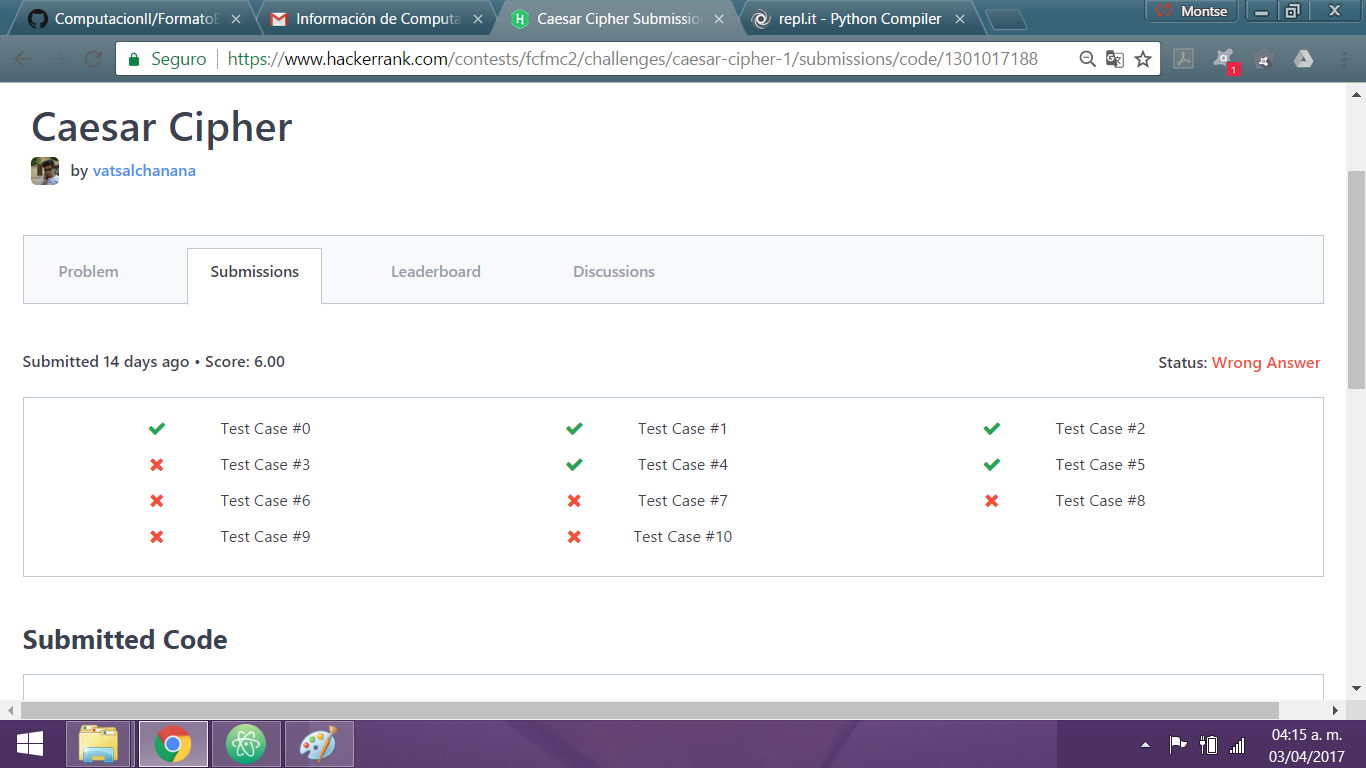 ComputacionII/FormatoE
Información de Computa
Caesar Cipher Submission
repl.it - Python Compiler
Montse
Seguro
https://www.hackerrank.com/contests/fcfmc2/challenges/caesar-cipher-1/submissions/code/1301017188
1
Caesar Cipher
by vatsalchanana
Problem Submissions Leaderboard Discussions
Submitted 14 days ago • Score: 6.00
Status: Wrong Answer
Test Case #0 Test Case #1 Test Case #2
Test Case #3 Test Case #4 Test Case #5
Test Case #6 Test Case #7 Test Case #8
Test Case #9 Test Case #10
Submitted Code
04:15 a. m.
03/04/2017